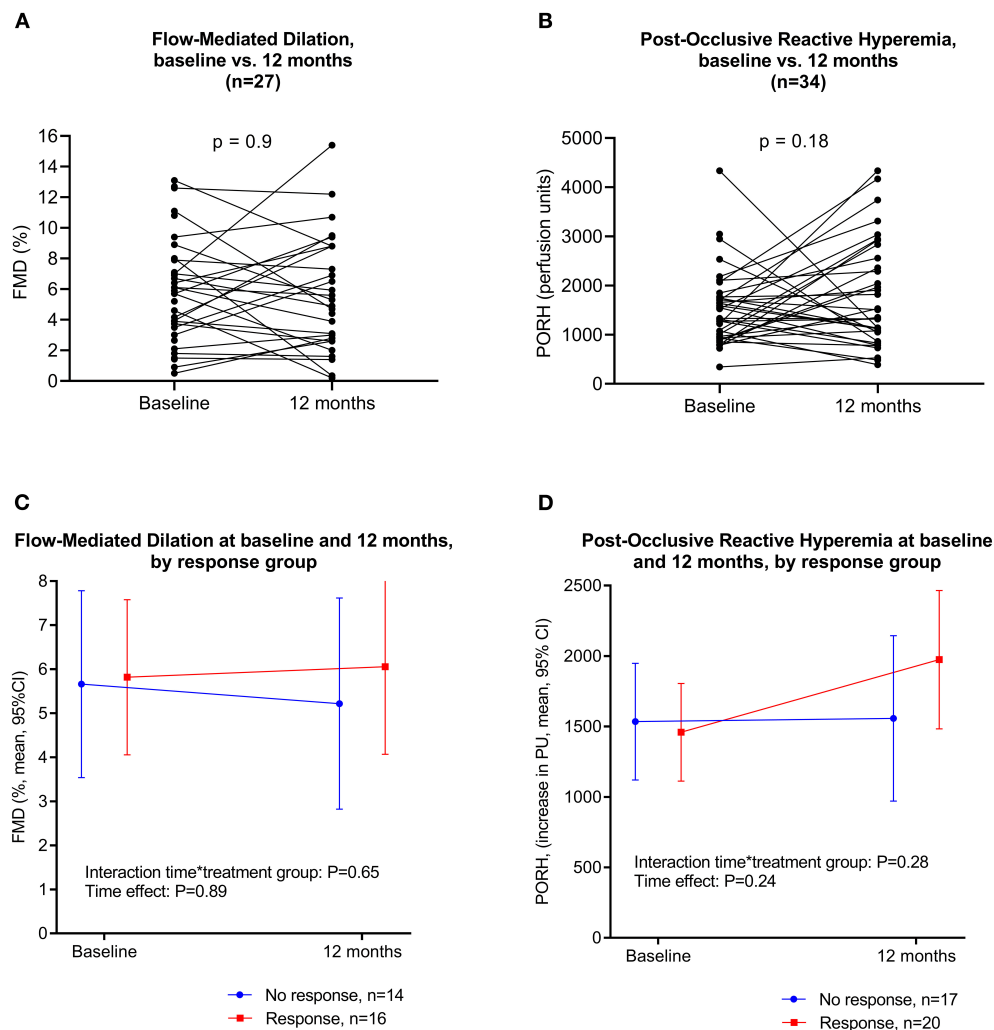 A
Flow-Mediated Dilation,
baseline vs. 12 months
(n=27)
p = 0.9
FMD (%)
16
14
12
10
8
6
4
2
0
Baseline
12 months
B
Post-Occlusive Reactive Hyperemia,
baseline vs. 12 months
(n=34)
p = 0.18
PORH (perfusion units)
5000
4000
3000
2000
1000
0
Baseline
12 months
C
Flow-Mediated Dilation at baseline and 12 months,
by response group
FMD (%, mean, 95%CI)
8
7
6
5
4
3
2
1
0
Interaction time*treatment group: P=0.65
Time effect: P=0.89
Baseline
12 months
No response, n=14
Response, n=16
D
Post-Occlusive Reactive Hyperemia at baseline
and 12 months, by response group
PORH, (increase in PU, mean, 95% CI)
2500
2000
1500
1000
500
0
Interaction time*treatment group: P=0.28
Time effect: P=0.24
Baseline
12 months
No response, n=17
Response, n=20